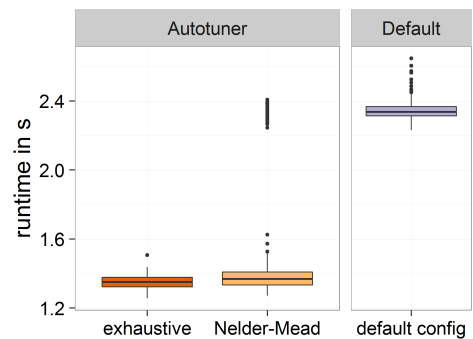 Autotuner
Default
runtime in s
2.4
2.0
1.6
1.2
exhaustive
Nelder-Mead
default config